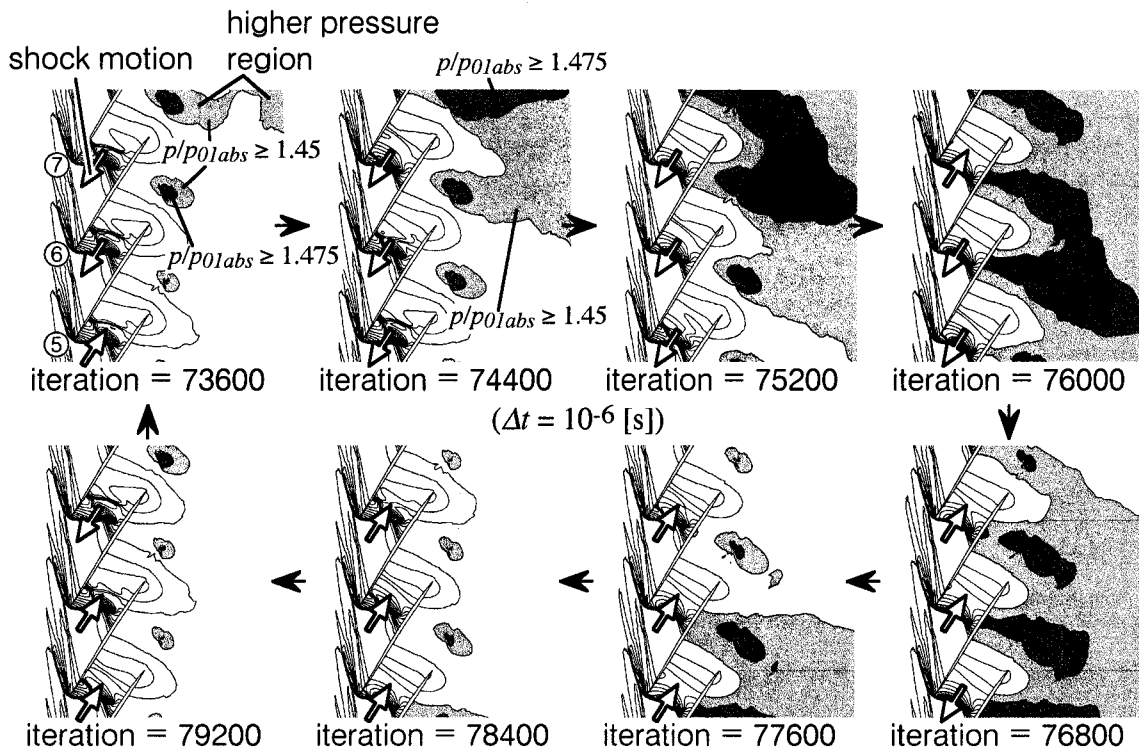 higher pressure
region
shock motion
p/p01abs ≥ 1.475
p/p01abs ≥ 1.45
⑦
⑥
p/p01abs ≥ 1.475
p/p01abs ≥ 1.45
⑤
iteration = 73600
iteration = 74400
iteration = 75200
iteration = 76000
(Δt = 10-6 [s])
iteration = 79200
iteration = 78400
iteration = 77600
iteration = 76800